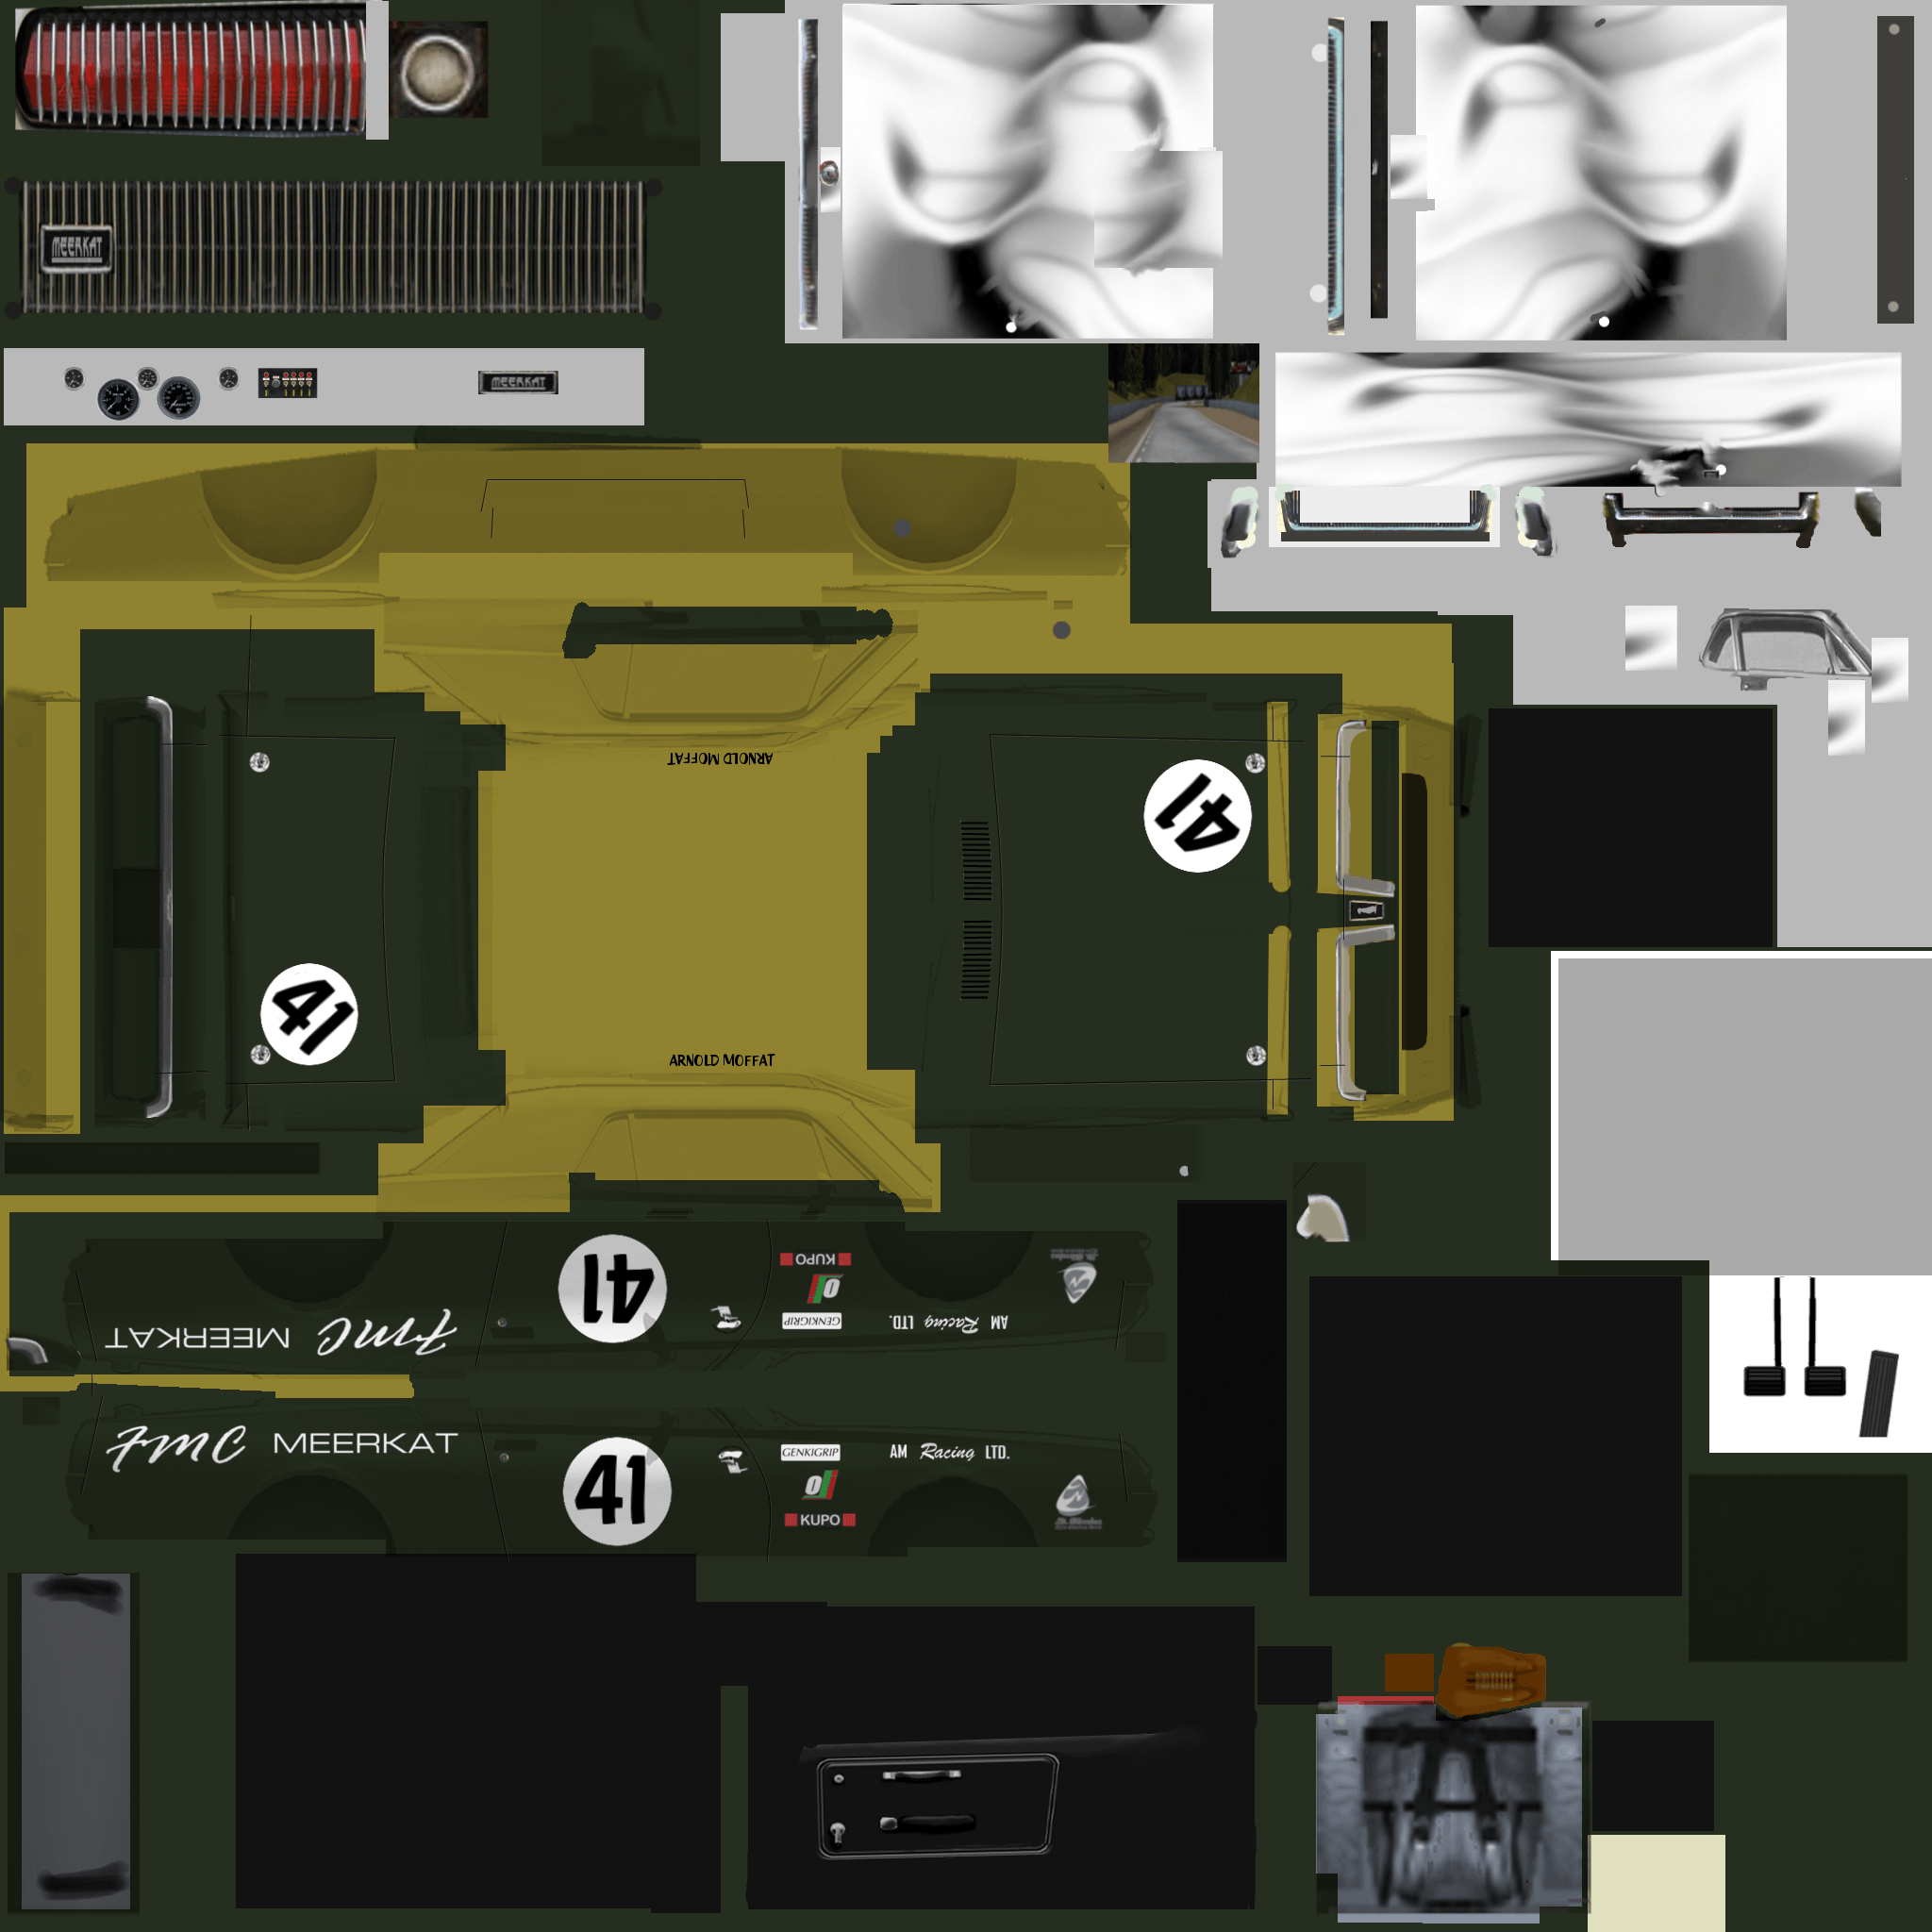 MEERKAT
MEERKAT
ARNOLD MOFFAT
41
41
ARNOLD MOFFAT
41
KUPO
GENKIGRIP
AM Racing LTD.
FMC MEERKAT
FMC MEERKAT
GENKIGRIP
AM Racing LTD.
41
KUPO